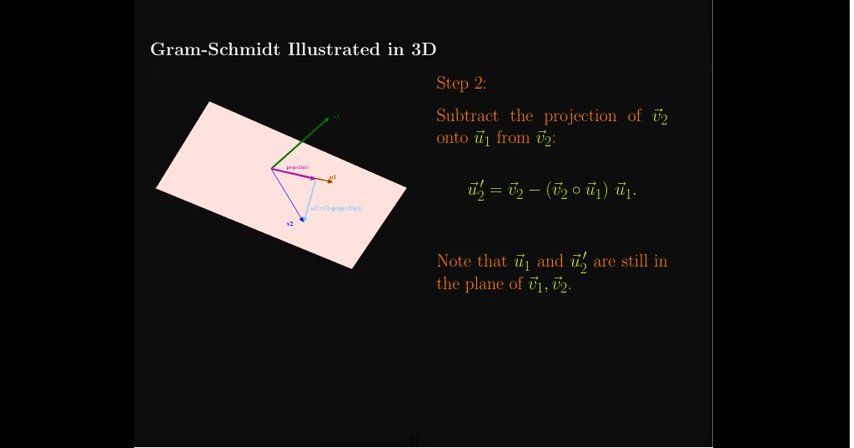 Gram-Schmidt Illustrated in 3D
Step 2:
Subtract the projection of v⃗₂
onto u⃗₁ from v⃗₂:
u⃗₂′ = v⃗₂ − (v⃗₂ ∘ u⃗₁) u⃗₁.
Note that u⃗₁ and u⃗₂′ are still in
the plane of v⃗₁, v⃗₂.
u1
v2